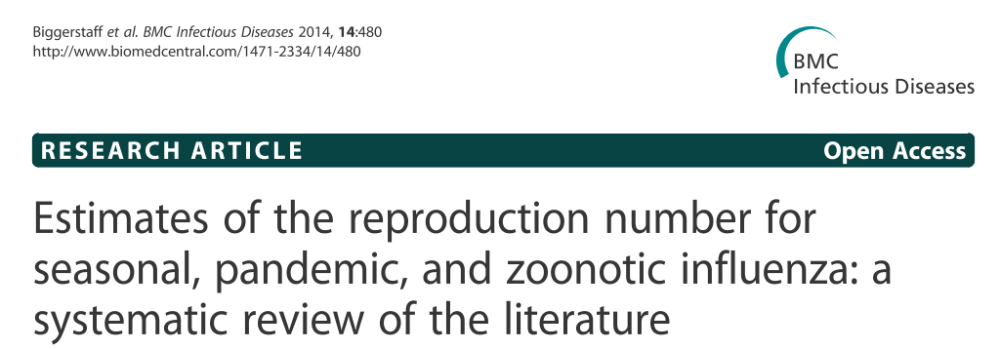 Biggerstaff et al. BMC Infectious Diseases 2014, 14:480
http://www.biomedcentral.com/1471-2334/14/480
BMC
Infectious Diseases
RESEARCH ARTICLE Open Access
Estimates of the reproduction number for
seasonal, pandemic, and zoonotic influenza: a
systematic review of the literature